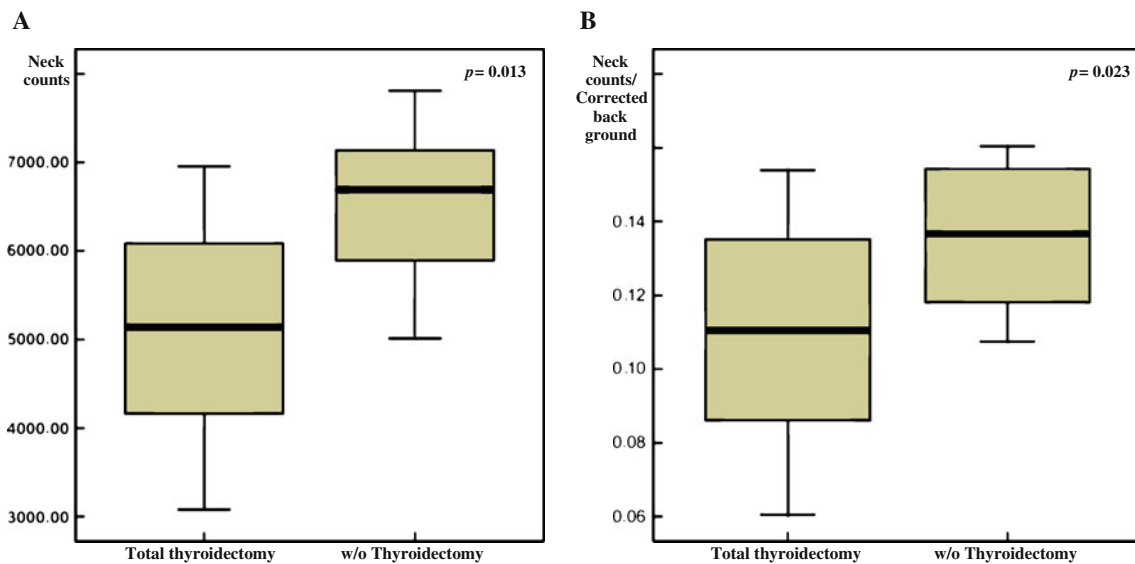 A
Neck
counts
p= 0.013
7000.00
6000.00
5000.00
4000.00
3000.00
Total thyroidectomy
w/o Thyroidectomy
B
Neck
counts/
Corrected
back
ground
p= 0.023
0.14
0.12
0.10
0.08
0.06
Total thyroidectomy
w/o Thyroidectomy